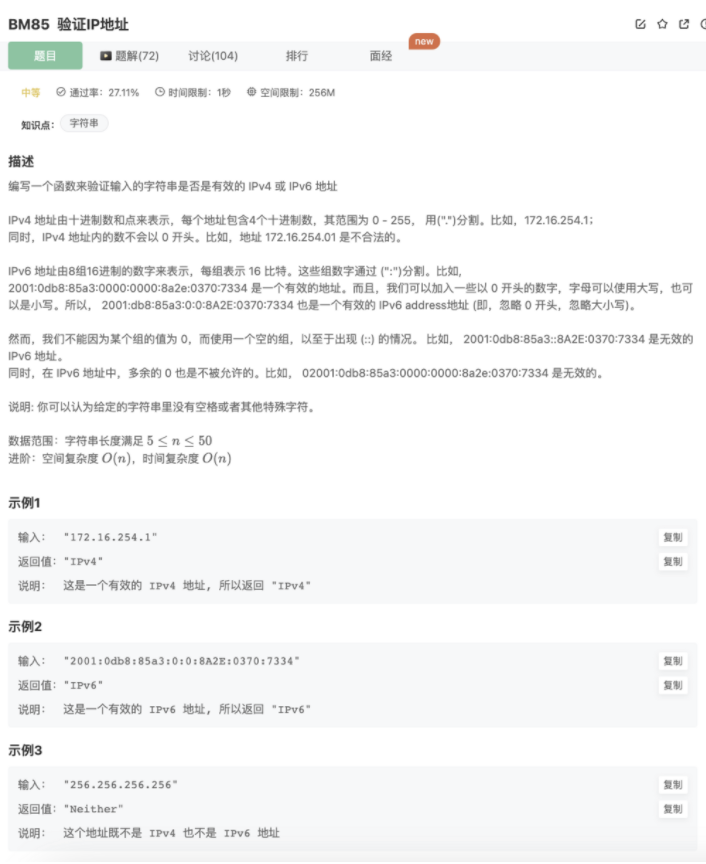 BM85 验证IP地址
new
题目 题解(72) 讨论(104) 排行 面经
中等 通过率：27.11% 时间限制：1秒 空间限制：256M
知识点： 字符串
描述
编写一个函数来验证输入的字符串是否是有效的 IPv4 或 IPv6 地址
IPv4 地址由十进制数和点来表示，每个地址包含4个十进制数，其范围为 0 - 255， 用(".")分割。比如，172.16.254.1；
同时，IPv4 地址内的数不会以 0 开头。比如，地址 172.16.254.01 是不合法的。
IPv6 地址由8组16进制的数字来表示，每组表示 16 比特。这些组数字通过 (":")分割。比如,
2001:0db8:85a3:0000:0000:8a2e:0370:7334 是一个有效的地址。而且，我们可以加入一些以 0 开头的数字，字母可以使用大写，也可
以是小写。所以， 2001:db8:85a3:0:0:8A2E:0370:7334 也是一个有效的 IPv6 address地址 (即，忽略 0 开头，忽略大小写)。
然而，我们不能因为某个组的值为 0，而使用一个空的组，以至于出现 (::) 的情况。 比如， 2001:0db8:85a3::8A2E:0370:7334 是无效的
IPv6 地址。
同时，在 IPv6 地址中，多余的 0 也是不被允许的。比如， 02001:0db8:85a3:0000:0000:8a2e:0370:7334 是无效的。
说明: 你可以认为给定的字符串里没有空格或者其他特殊字符。
数据范围：字符串长度满足 5 ≤ n ≤ 50
进阶：空间复杂度 O(n)，时间复杂度 O(n)
示例1
输入： "172.16.254.1" 复制
返回值： "IPv4" 复制
说明： 这是一个有效的 IPv4 地址, 所以返回 "IPv4"
示例2
输入： "2001:0db8:85a3:0:0:8A2E:0370:7334" 复制
返回值： "IPv6" 复制
说明： 这是一个有效的 IPv6 地址, 所以返回 "IPv6"
示例3
输入： "256.256.256.256" 复制
返回值： "Neither" 复制
说明： 这个地址既不是 IPv4 也不是 IPv6 地址